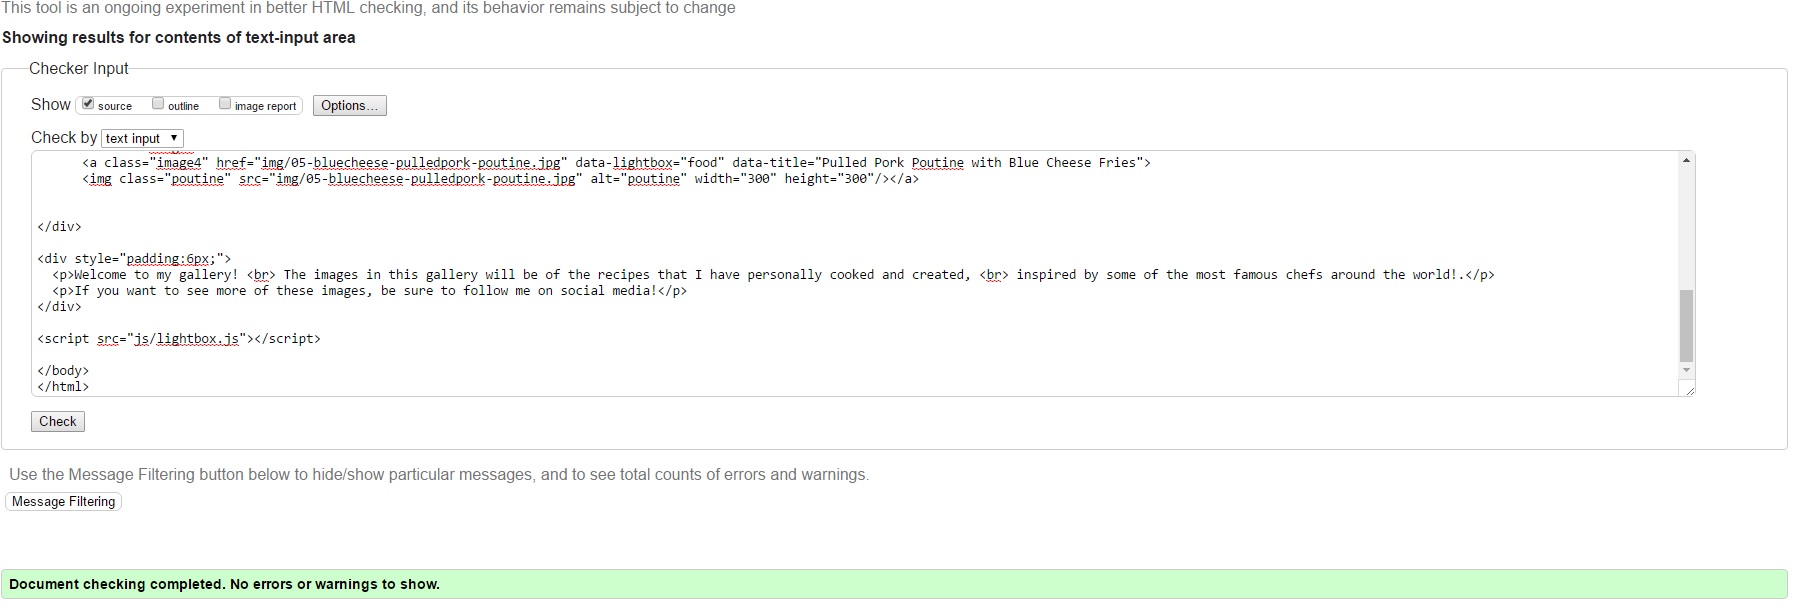 This tool is an ongoing experiment in better HTML checking, and its behavior remains subject to change
Showing results for contents of text-input area
Checker Input
Show source outline image report Options...
Check by text input
<a class="image4" href="img/05-bluecheese-pulledpork-poutine.jpg" data-lightbox="food" data-title="Pulled Pork Poutine with Blue Cheese Fries">
<img class="poutine" src="img/05-bluecheese-pulledpork-poutine.jpg" alt="poutine" width="300" height="300"/></a>
</div>
<div style="padding:6px;">
<p>Welcome to my gallery! <br> The images in this gallery will be of the recipes that I have personally cooked and created, <br> inspired by some of the most famous chefs around the world!.</p>
<p>If you want to see more of these images, be sure to follow me on social media!</p>
</div>
<script src="js/lightbox.js"></script>
</body>
</html>
Check
Use the Message Filtering button below to hide/show particular messages, and to see total counts of errors and warnings.
Message Filtering
Document checking completed. No errors or warnings to show.